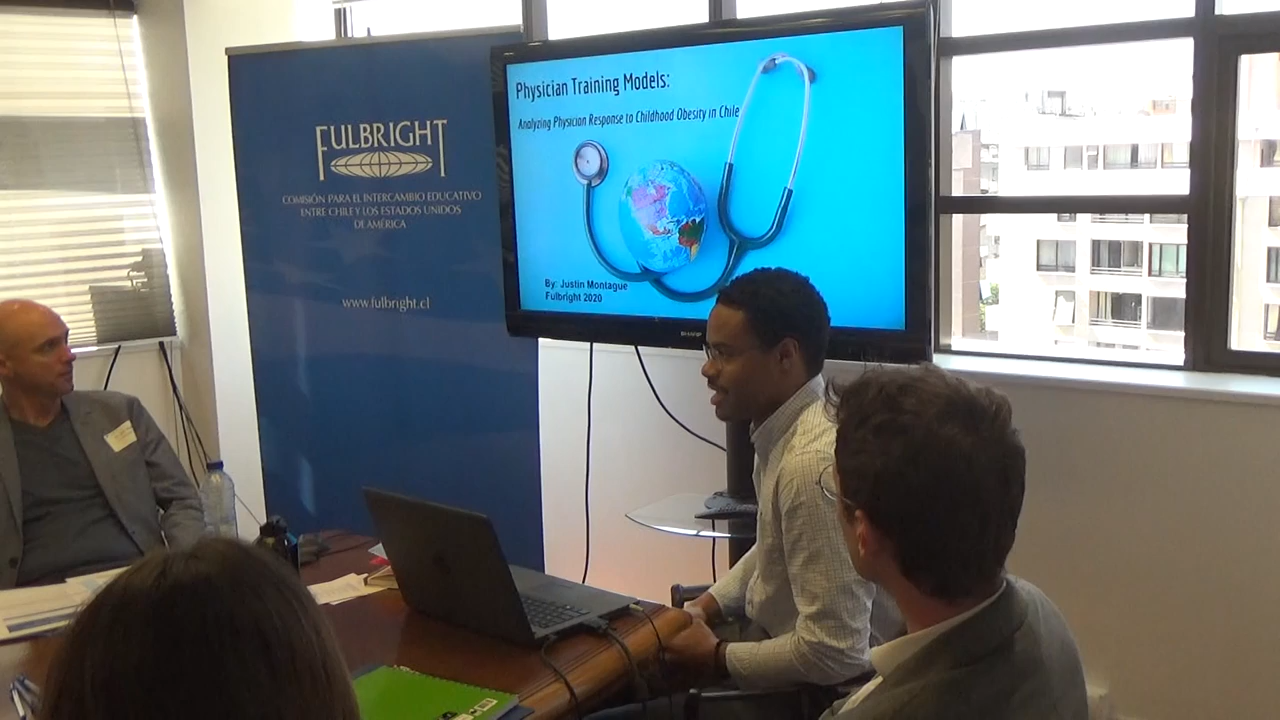 FULBRIGHT
COMISIÓN PARA EL INTERCAMBIO EDUCATIVO
ENTRE CHILE Y LOS ESTADOS UNIDOS
DE AMÉRICA
www.fulbright.cl
Physician Training Models:
Analyzing Physician Response to Childhood Obesity in Chile
By: Justin Montague
Fulbright 2020
SHARP